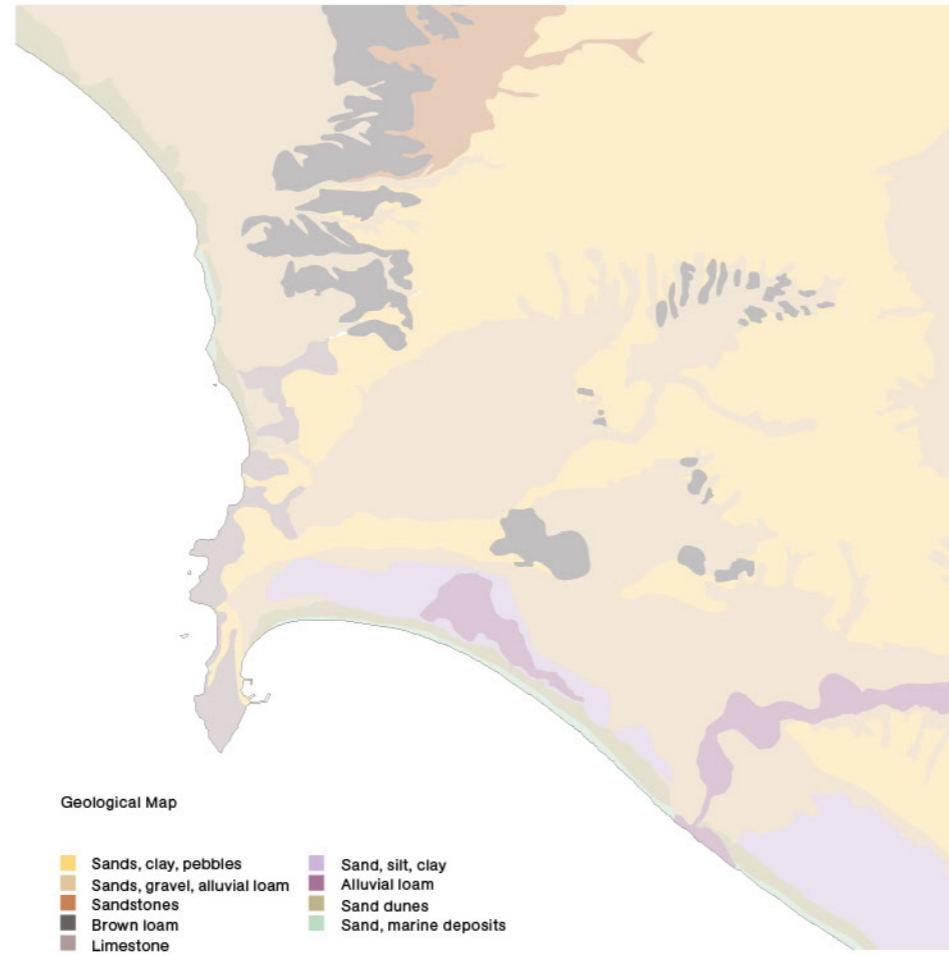 Geological Map
Sands, clay, pebbles
Sands, gravel, alluvial loam
Sandstones
Brown loam
Limestone
Sand, silt, clay
Alluvial loam
Sand dunes
Sand, marine deposits